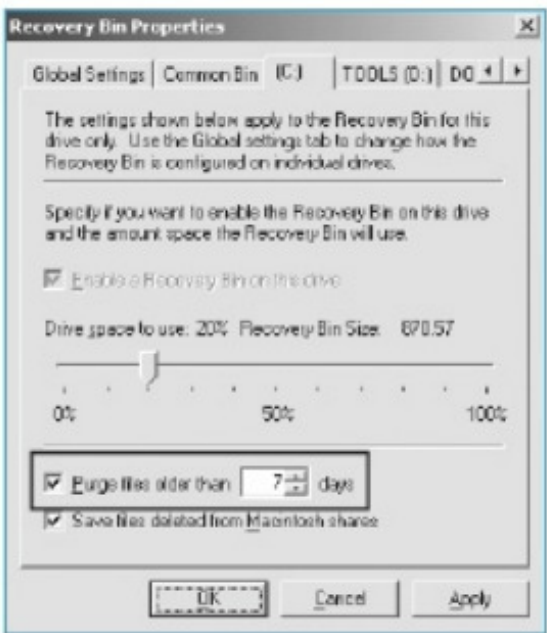 Recovery Bin Properties
Global Settings Common Bin (C:) TOOLS (D:) DO
The settings shown below apply to the Recovery Bin for this
drive only. Use the Global settings tab to change how the
Recovery Bin is configured on individual drives.
Specify if you want to enable the Recovery Bin on this drive
and the amount space the Recovery Bin will use.
Enable a Recovery Bin on this drive
Drive space to use: 20% Recovery Bin Size: 870.57
0% 50% 100%
Purge files older than 7 days
Save files deleted from Macintosh shares
OK Cancel Apply